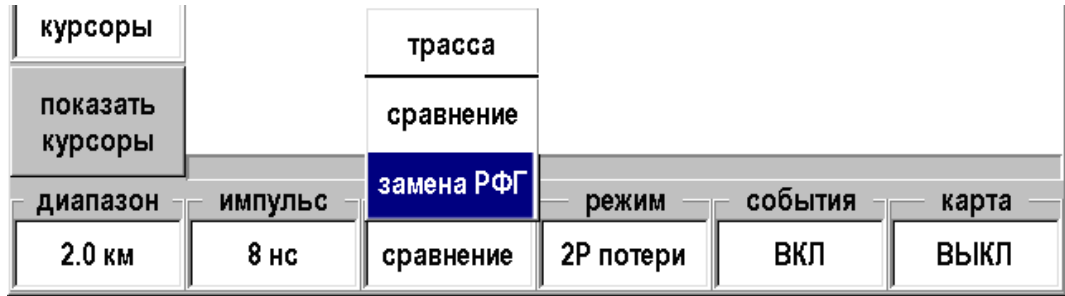 курсоры
показать
курсоры
трасса
сравнение
замена РФГ
диапазон
импульс
режим
события
карта
2.0 км
8 нс
сравнение
2Р потери
ВКЛ
ВЫКЛ